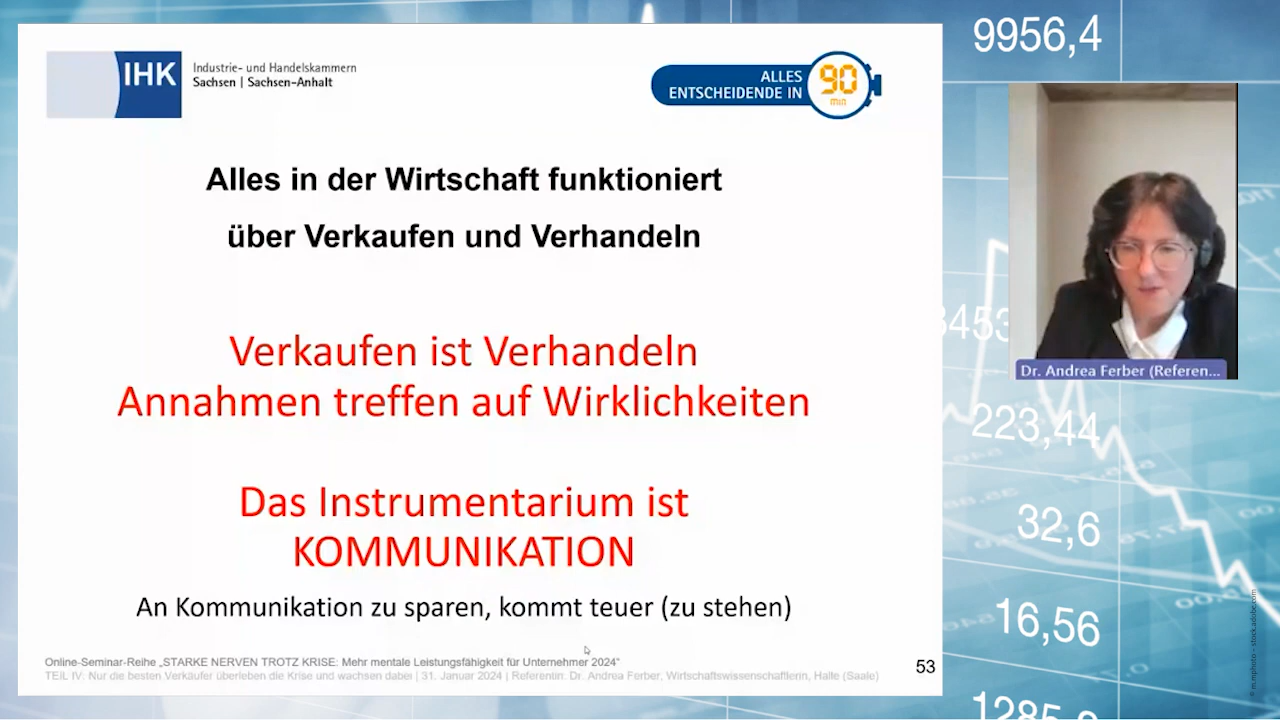 IHK
Industrie- und Handelskammern
Sachsen | Sachsen-Anhalt
ALLES
ENTSCHEIDENDE IN
90
min
Alles in der Wirtschaft funktioniert
über Verkaufen und Verhandeln
Verkaufen ist Verhandeln
Annahmen treffen auf Wirklichkeiten
Das Instrumentarium ist
KOMMUNIKATION
An Kommunikation zu sparen, kommt teuer (zu stehen)
Online-Seminar-Reihe „STARKE NERVEN TROTZ KRISE: Mehr mentale Leistungsfähigkeit für Unternehmer 2024“
TEIL IV: Nur die besten Verkäufer überleben die Krise und wachsen dabei | 31. Januar 2024 | Referentin: Dr. Andrea Ferber, Wirtschaftswissenschaftlerin, Halle (Saale)
53
9956,4
Dr. Andrea Ferber (Referen...
223,44
32,6
16,56
© m.mphoto - stock.adobe.com